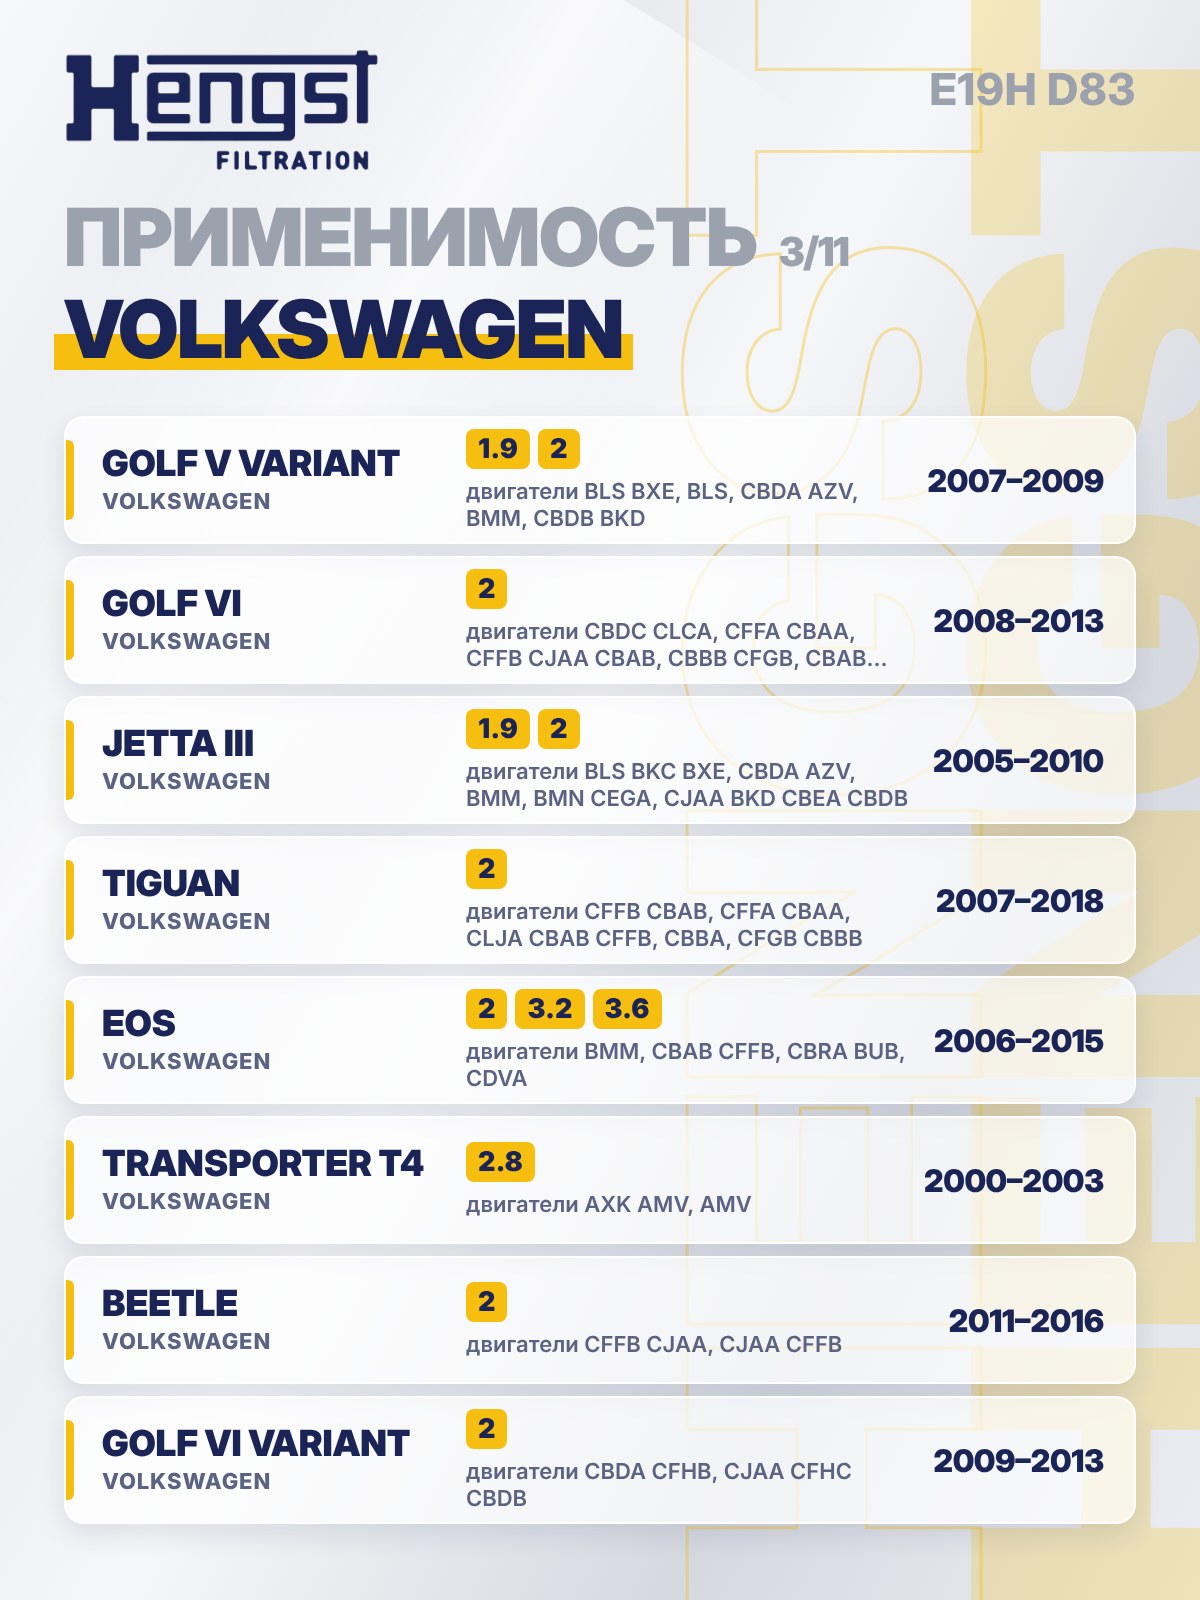 Hengst
FILTRATION
E19H D83
ПРИМЕНИМОСТЬ 3/11
VOLKSWAGEN
GOLF V VARIANT
VOLKSWAGEN
1.9 2
двигатели BLS BXE, BLS, CBDA AZV,
BMM, CBDB BKD
2007–2009
GOLF VI
VOLKSWAGEN
2
двигатели CBDC CLCA, CFFA CBAA,
CFFB CJAA CBAB, CBBB CFGB, CBAB...
2008–2013
JETTA III
VOLKSWAGEN
1.9 2
двигатели BLS BKC BXE, CBDA AZV,
BMM, BMN CEGA, CJAA BKD CBEA CBDB
2005–2010
TIGUAN
VOLKSWAGEN
2
двигатели CFFB CBAB, CFFA CBAA,
CLJA CBAB CFFB, CBBA, CFGB CBBB
2007–2018
EOS
VOLKSWAGEN
2 3.2 3.6
двигатели BMM, CBAB CFFB, CBRA BUB,
CDVA
2006–2015
TRANSPORTER T4
VOLKSWAGEN
2.8
двигатели AXK AMV, AMV
2000–2003
BEETLE
VOLKSWAGEN
2
двигатели CFFB CJAA, CJAA CFFB
2011–2016
GOLF VI VARIANT
VOLKSWAGEN
2
двигатели CBDA CFHB, CJAA CFHC
CBDB
2009–2013
HENGST
HENGST